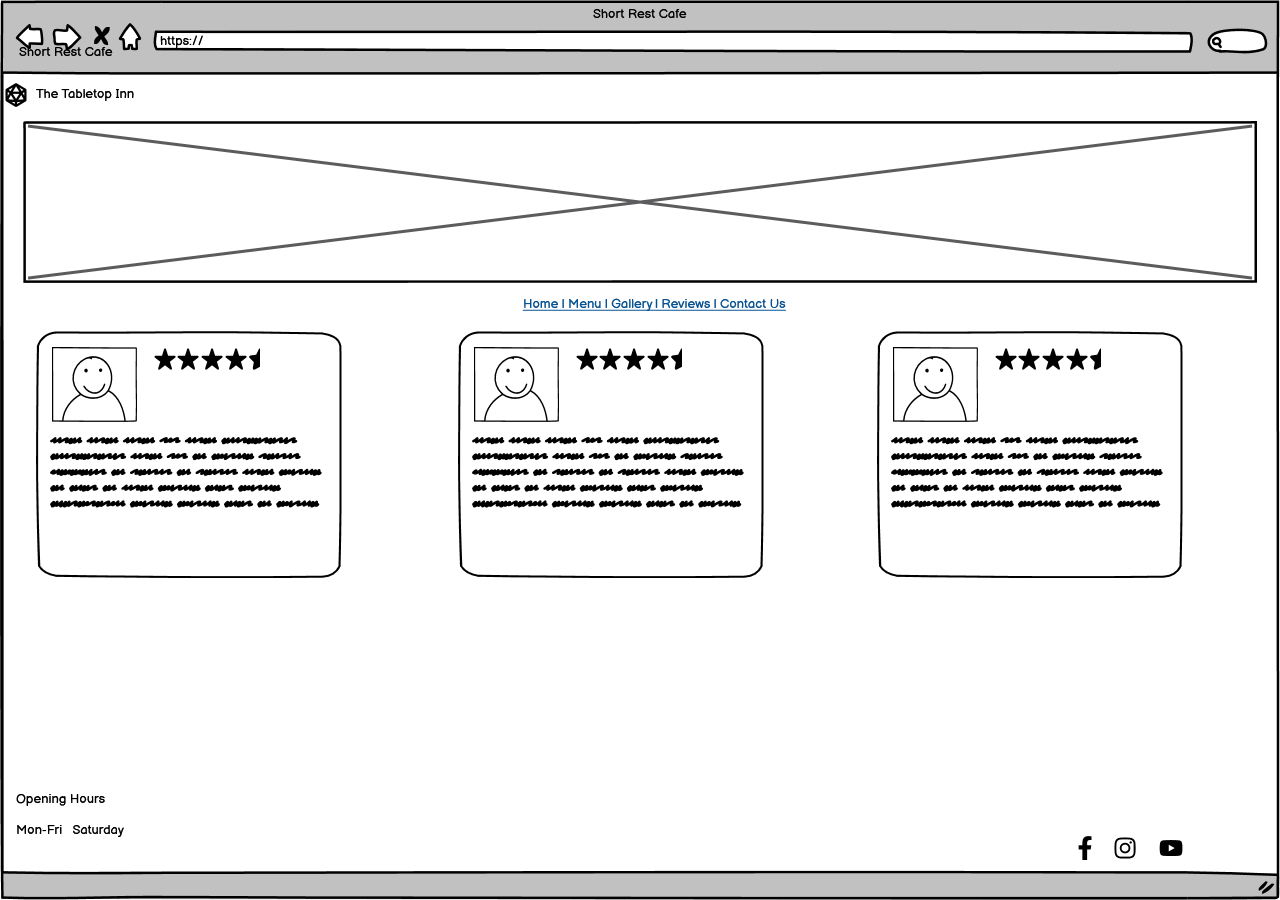 Short Rest Cafe
https://
Short Rest Cafe
The Tabletop Inn
Home | Menu | Gallery | Reviews | Contact Us
Opening Hours
Mon-Fri Saturday